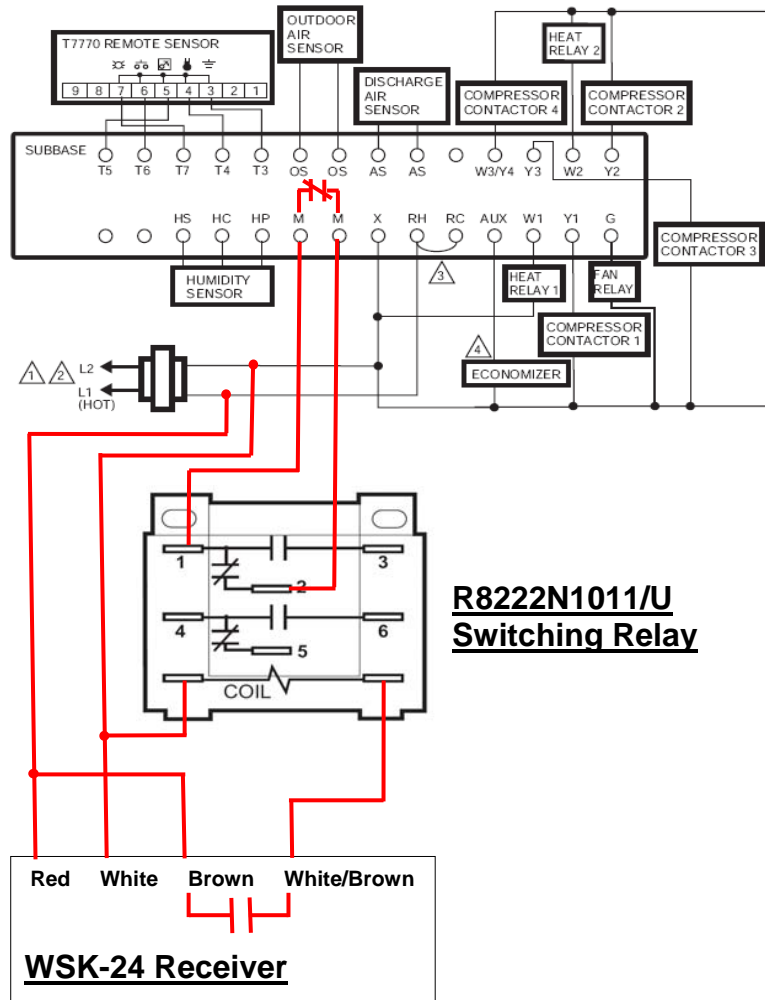 T7770 REMOTE SENSOR
9 8 7 6 5 4 3 2 1
OUTDOOR
AIR
SENSOR
DISCHARGE
AIR
SENSOR
COMPRESSOR
CONTACTOR 4
HEAT
RELAY 2
COMPRESSOR
CONTACTOR 2
SUBBASE
T5 T6 T7 T4 T3 OS OS AS AS W3/Y4 Y3 W2 Y2
HS HC HP M M X RH RC AUX W1 Y1 G
HUMIDITY
SENSOR
3
HEAT
RELAY 1
FAN
RELAY
COMPRESSOR
CONTACTOR 3
COMPRESSOR
CONTACTOR 1
4
ECONOMIZER
1 2 L2
L1
(HOT)
1 3
2
4 6
5
COIL
R8222N1011/U
Switching Relay
Red White Brown White/Brown
WSK-24 Receiver